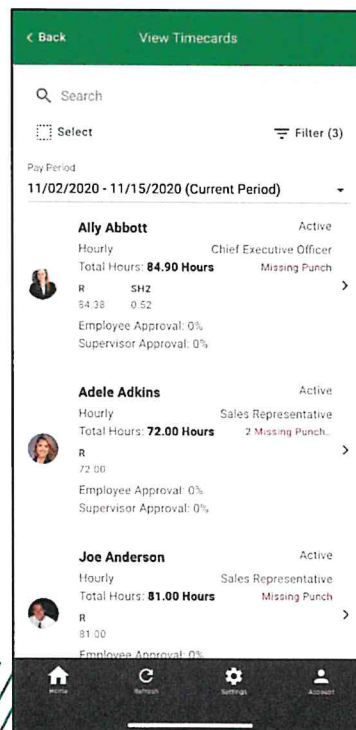 Back View Timecards
Search
Select Filter (3)
Pay Period
11/02/2020 - 11/15/2020 (Current Period)
Ally Abbott Active
Hourly Chief Executive Officer
Total Hours: 84.90 Hours Missing Punch
R SH2
84.38 0.52
Employee Approval: 0%
Supervisor Approval: 0%
Adele Adkins Active
Hourly Sales Representative
Total Hours: 72.00 Hours 2 Missing Punch...
R
72.00
Employee Approval: 0%
Supervisor Approval: 0%
Joe Anderson Active
Hourly Sales Representative
Total Hours: 81.00 Hours Missing Punch
R
81.00
Employee Approval: 0%
Home Refresh Settings Account